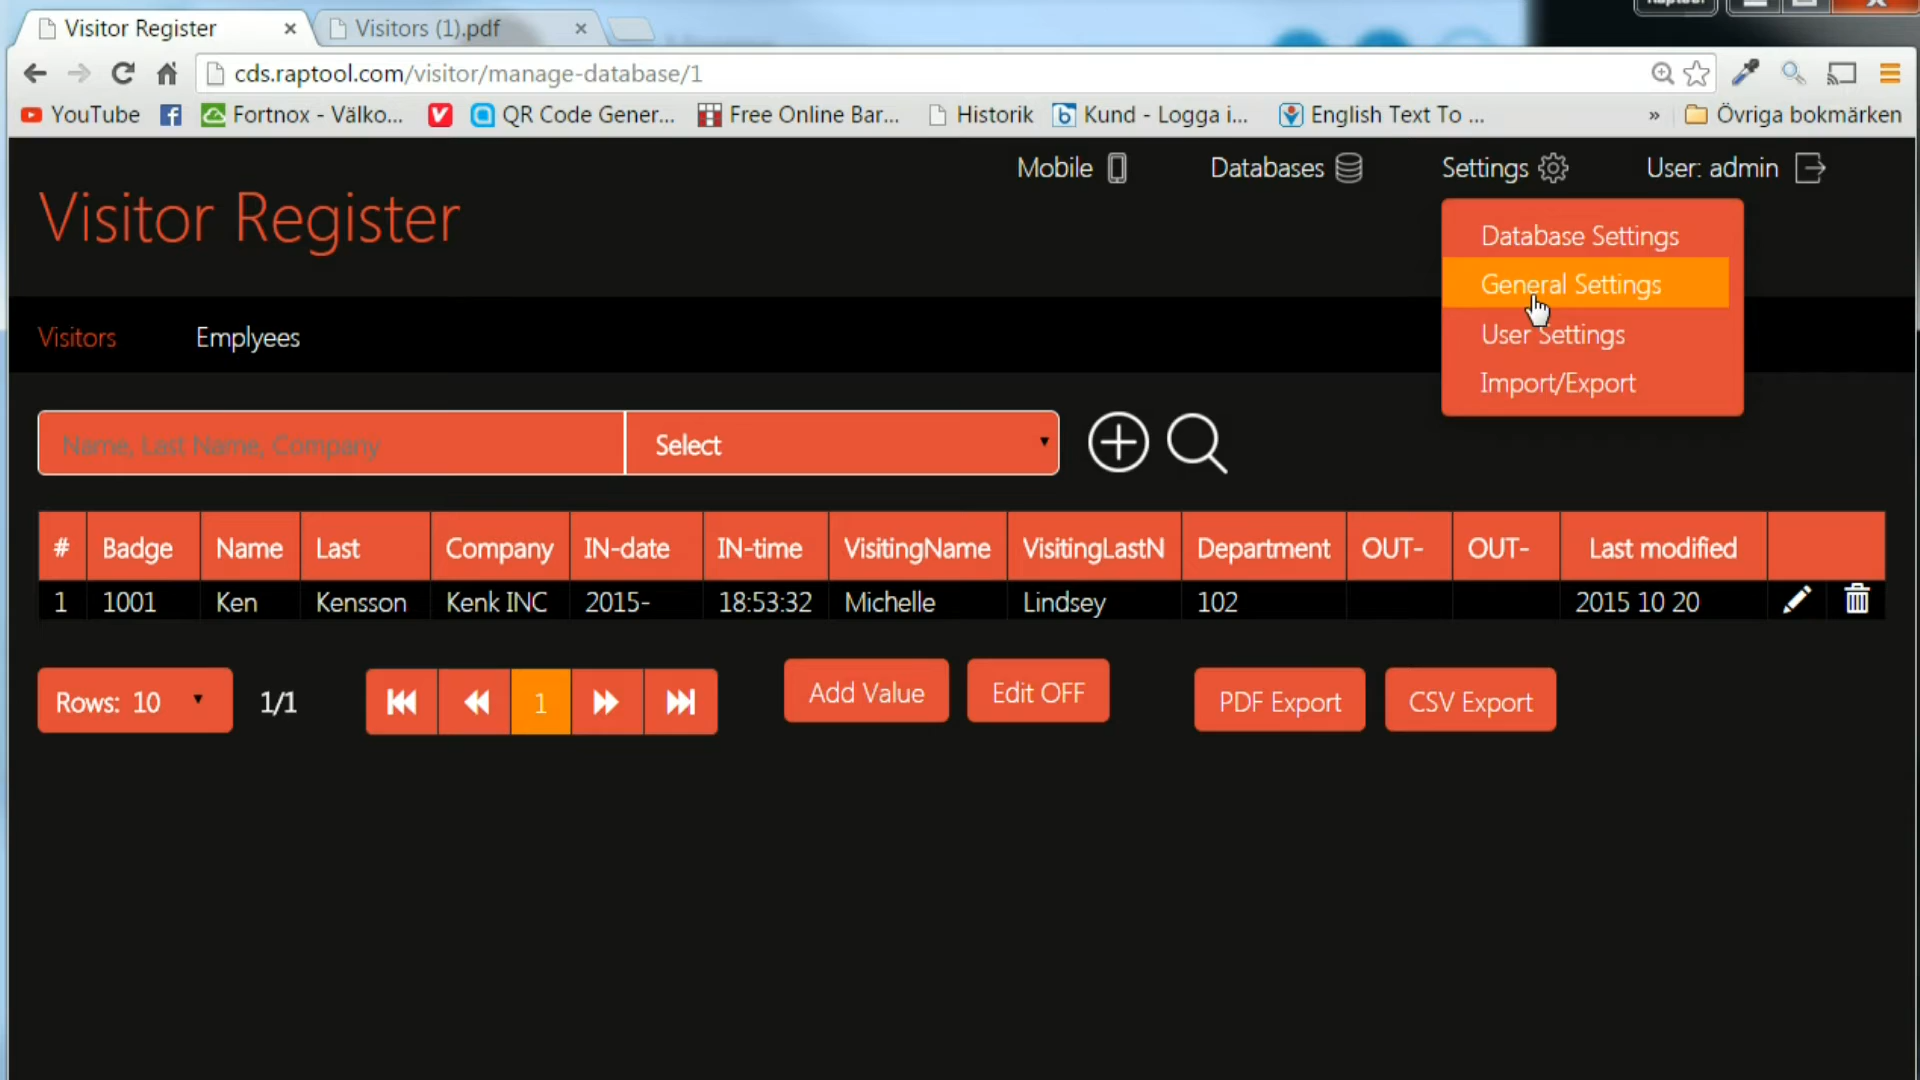 Visitor Register
Visitors (1).pdf
cds.raptool.com/visitor/manage-database/1
YouTube
Fortnox - Välko...
QR Code Gener...
Free Online Bar...
Historik
Kund - Logga i...
English Text To ...
» Övriga bokmärken
Mobile
Databases
Settings
User: admin
Visitor Register
Database Settings
General Settings
User Settings
Import/Export
Visitors
Emplyees
Name, Last Name, Company
Select
# Badge Name Last Company IN-date IN-time VisitingName VisitingLastN Department OUT- OUT- Last modified
1 1001 Ken Kensson Kenk INC 2015- 18:53:32 Michelle Lindsey 102 2015 10 20
Rows: 10
1/1
1
Add Value
Edit OFF
PDF Export
CSV Export